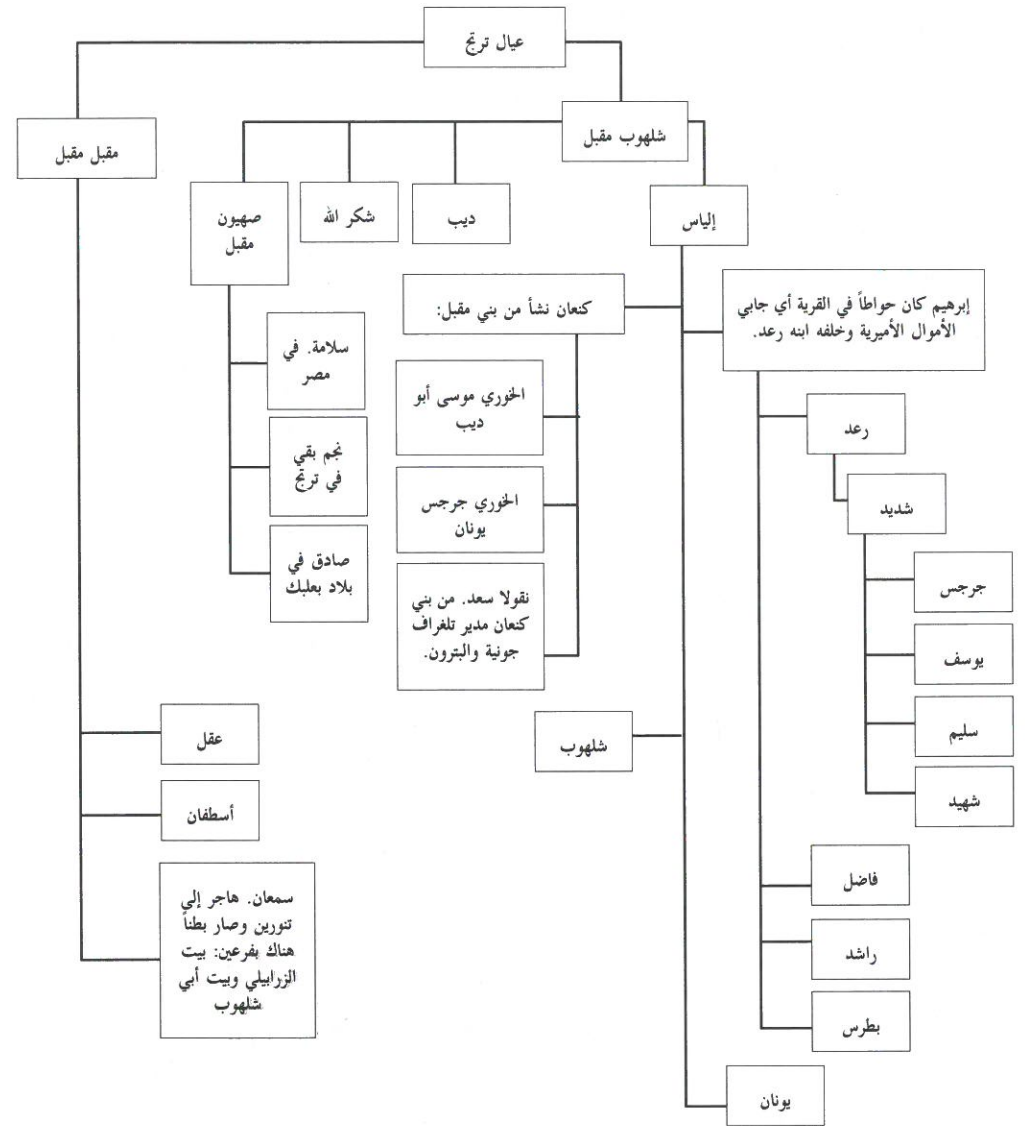 عيال ترتج
شلهوب مقبل
مقبل مقبل
إلياس
ديب
شكر الله
صهيون
مقبل
إبرهيم كان حواطاً في القرية أي جابي
الأموال الأميرية وخلفه ابنه رعد.
كنعان نشأ من بني مقبل:
سلامة. في
مصر
الخوري موسى أبو
ديب
رعد
نجم بقي
في ترتج
الخوري جرجس
يونان
شديد
صادق في
بلاد بعلبك
جرجس
نقولا سعد. من بني
كنعان مدير تلغراف
جونية والبترون.
يوسف
سليم
شهيد
شلهوب
عقل
أسطفان
فاضل
سمعان. هاجر إلى
تنورين وصار بطناً
هناك بفرعين: بيت
الزرابيلي وبيت أبي
شلهوب
راشد
بطرس
يونان